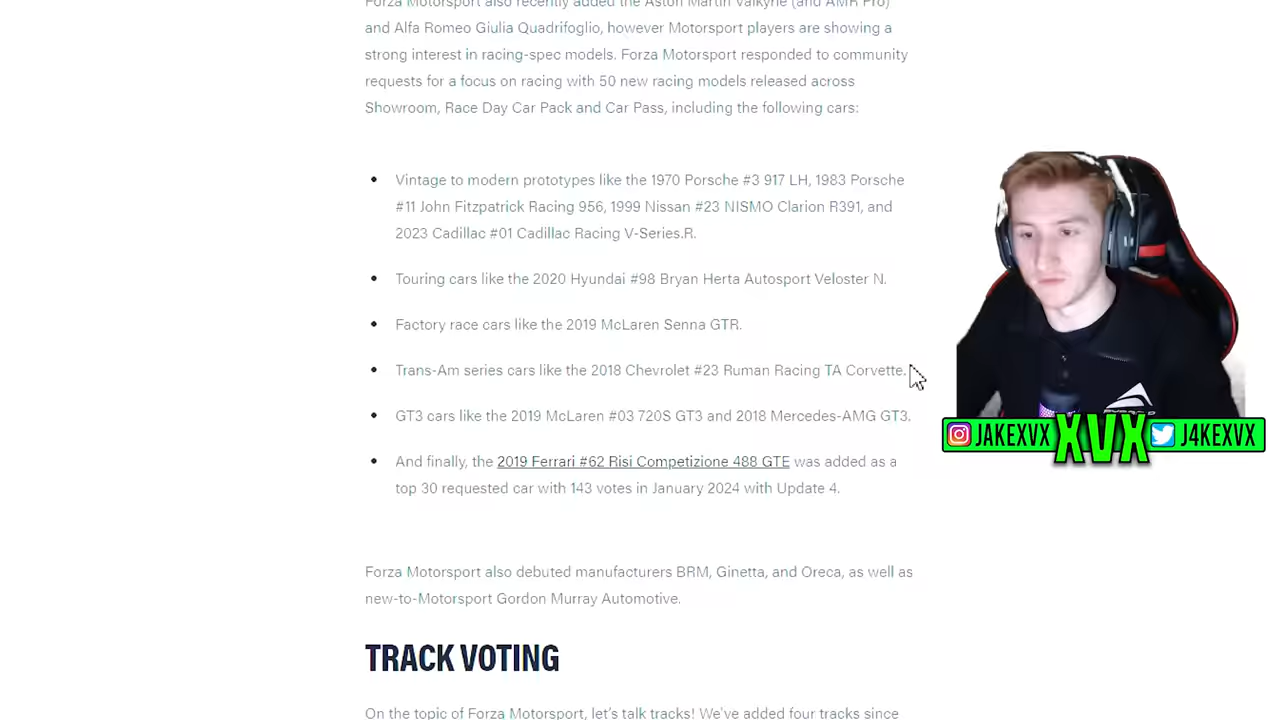 Forza Motorsport also recently added the Aston Martin Valkyrie (and AMR Pro)
and Alfa Romeo Giulia Quadrifoglio, however Motorsport players are showing a
strong interest in racing-spec models. Forza Motorsport responded to community
requests for a focus on racing with 50 new racing models released across
Showroom, Race Day Car Pack and Car Pass, including the following cars:
Vintage to modern prototypes like the 1970 Porsche #3 917 LH, 1983 Porsche
#11 John Fitzpatrick Racing 956, 1999 Nissan #23 NISMO Clarion R391, and
2023 Cadillac #01 Cadillac Racing V-Series.R.
Touring cars like the 2020 Hyundai #98 Bryan Herta Autosport Veloster N.
Factory race cars like the 2019 McLaren Senna GTR.
Trans-Am series cars like the 2018 Chevrolet #23 Ruman Racing TA Corvette.
GT3 cars like the 2019 McLaren #03 720S GT3 and 2018 Mercedes-AMG GT3.
And finally, the 2019 Ferrari #62 Risi Competizione 488 GTE was added as a
top 30 requested car with 143 votes in January 2024 with Update 4.
Forza Motorsport also debuted manufacturers BRM, Ginetta, and Oreca, as well as
new-to-Motorsport Gordon Murray Automotive.
TRACK VOTING
On the topic of Forza Motorsport, let's talk tracks! We've added four tracks since
JAKEXVX XVX J4KEXVX